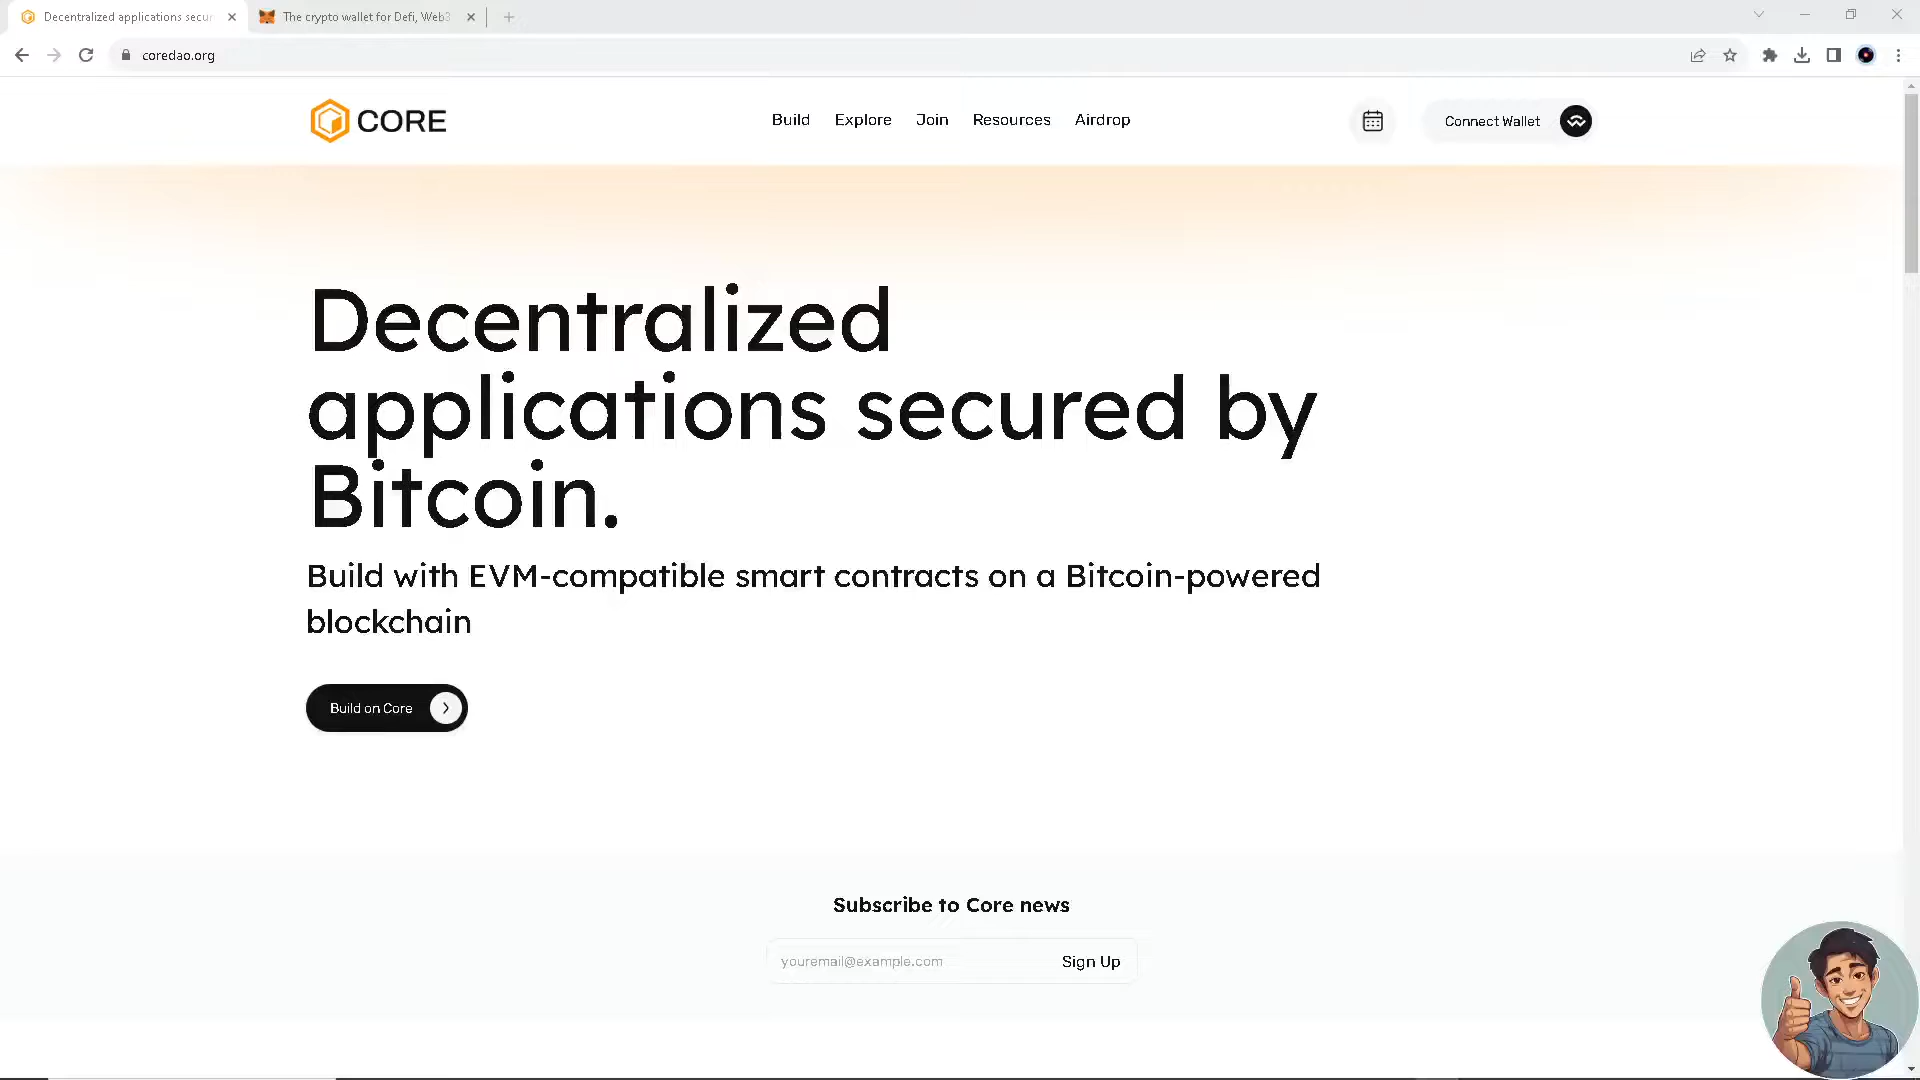 Decentralized applications secur
The crypto wallet for Defi, Web3
coredao.org
CORE
Build
Explore
Join
Resources
Airdrop
Connect Wallet
Decentralized
applications secured by
Bitcoin.
Build with EVM-compatible smart contracts on a Bitcoin-powered
blockchain
Build on Core
Subscribe to Core news
youremail@example.com
Sign Up